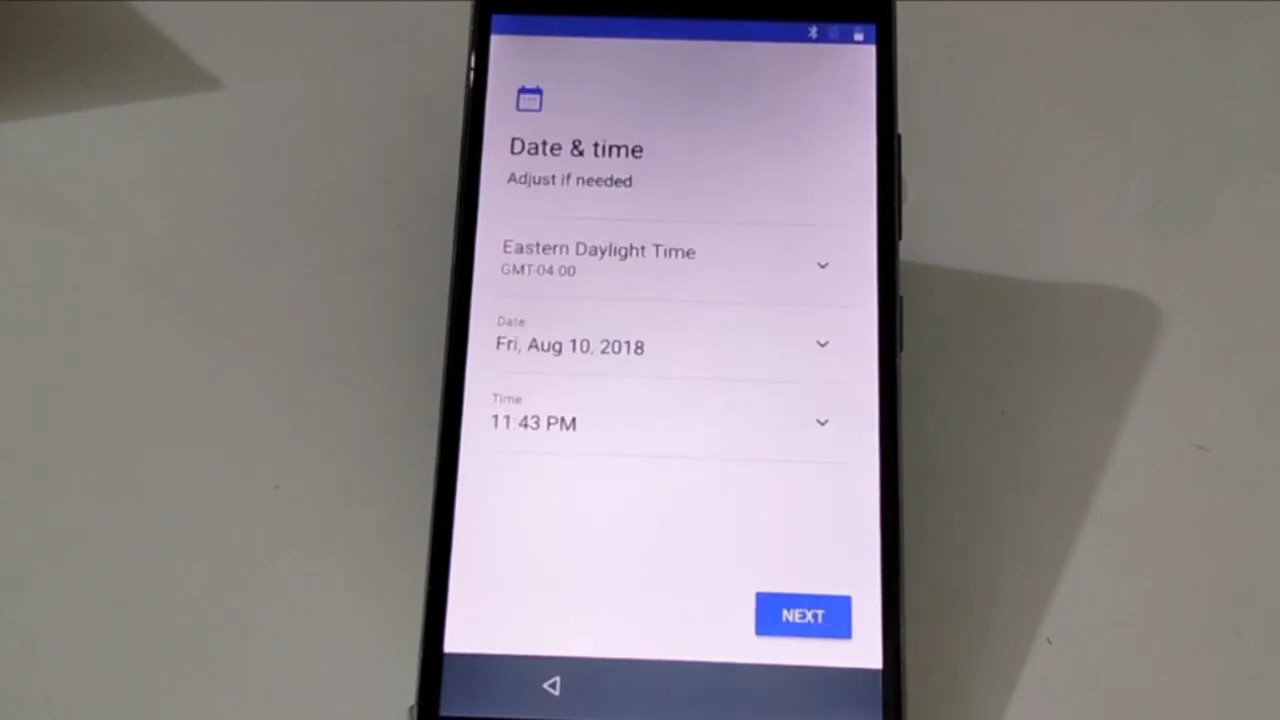 Date & time
Adjust if needed
Eastern Daylight Time
GMT-04:00
Date
Fri, Aug 10, 2018
Time
11:43 PM
NEXT